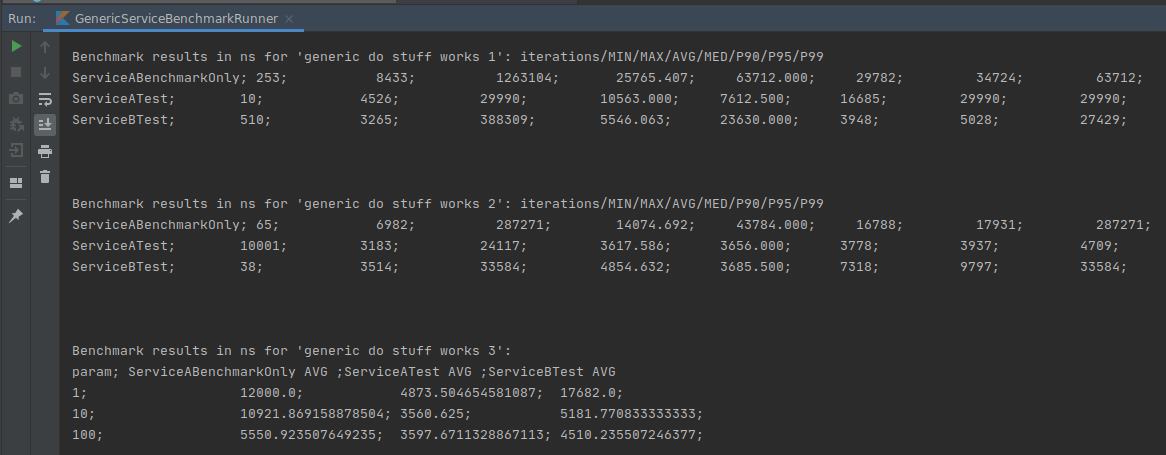 Run: GenericServiceBenchmarkRunner ×
Benchmark results in ns for 'generic do stuff works 1': iterations/MIN/MAX/AVG/MED/P90/P95/P99
ServiceABenchmarkOnly; 253; 8433; 1263104; 25765.407; 63712.000; 29782; 34724; 63712;
ServiceATest; 10; 4526; 29990; 10563.000; 7612.500; 16685; 29990; 29990;
ServiceBTest; 510; 3265; 388309; 5546.063; 23630.000; 3948; 5028; 27429;
Benchmark results in ns for 'generic do stuff works 2': iterations/MIN/MAX/AVG/MED/P90/P95/P99
ServiceABenchmarkOnly; 65; 6982; 287271; 14074.692; 43784.000; 16788; 17931; 287271;
ServiceATest; 10001; 3183; 24117; 3617.586; 3656.000; 3778; 3937; 4709;
ServiceBTest; 38; 3514; 33584; 4854.632; 3685.500; 7318; 9797; 33584;
Benchmark results in ns for 'generic do stuff works 3':
param; ServiceABenchmarkOnly AVG ;ServiceATest AVG ;ServiceBTest AVG
1; 12000.0; 4873.504654581087; 17682.0;
10; 10921.869158878504; 3560.625; 5181.770833333333;
100; 5550.923507649235; 3597.6711328867113; 4510.235507246377;